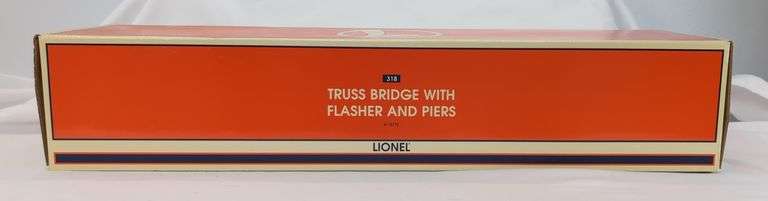 318
TRUSS BRIDGE WITH
FLASHER AND PIERS
LIONEL